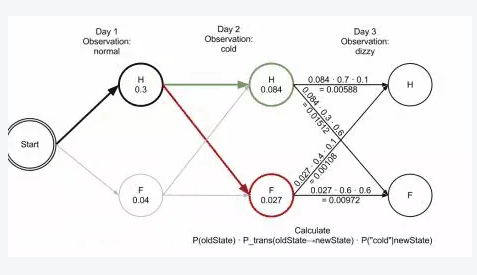 Day 1
Observation:
normal
Day 2
Observation:
cold
Day 3
Observation:
dizzy
Start
H
0.3
F
0.04
H
0.084
F
0.027
0.084 · 0.7 · 0.1
= 0.00588
0.084 · 0.3 · 0.6
= 0.01512
0.027 · 0.4 · 0.1
= 0.00108
0.027 · 0.6 · 0.6
= 0.00972
H
F
Calculate
P(oldState) · P_trans(oldState→newState) · P("cold"|newState)